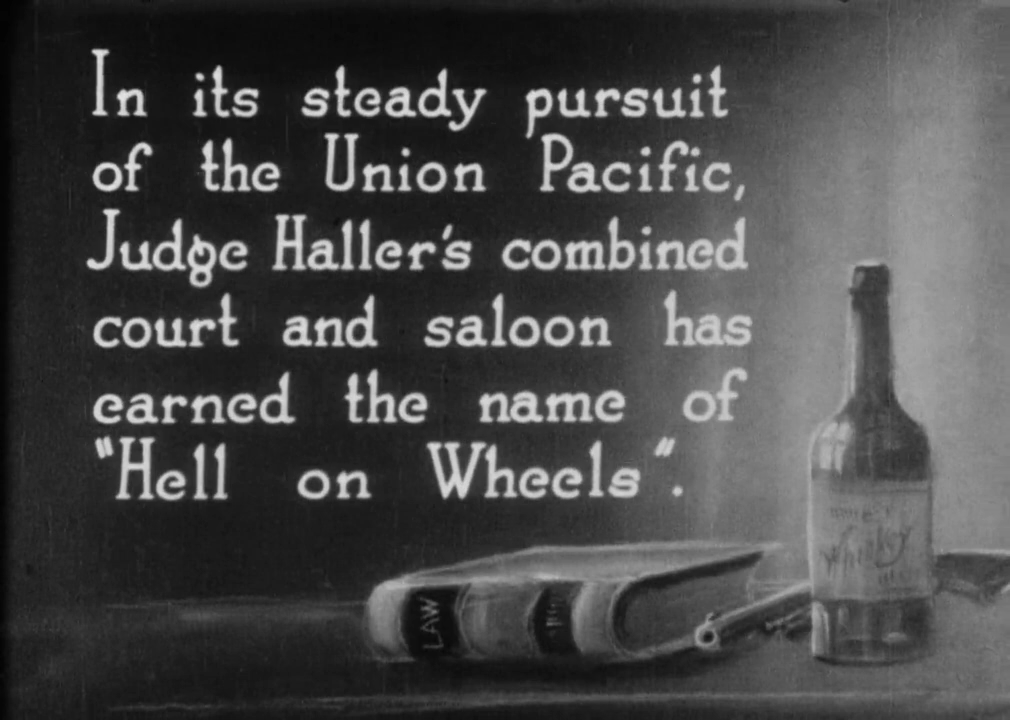 In its steady pursuit
of the Union Pacific,
Judge Haller's combined
court and saloon has
earned the name of
"Hell on Wheels".
LAW
Whiskey